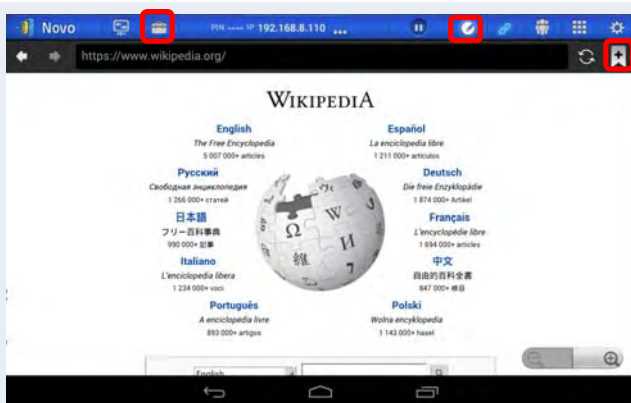 Novo
PIN IP 192.168.8.110 ...
https://www.wikipedia.org/
WIKIPEDIA
English
The Free Encyclopedia
5 007 000+ articles
Español
La enciclopedia libre
1 211 000+ artículos
Русский
Свободная энциклопедия
1 266 000+ статей
Deutsch
Die freie Enzyklopädie
1 874 000+ Artikel
日本語
フリー百科事典
990 000+ 記事
Français
L'encyclopédie libre
1 694 000+ articles
Italiano
L'enciclopedia libera
1 234 000+ voci
中文
自由的百科全書
847 000+ 條目
Português
A enciclopédia livre
893 000+ artigos
Polski
Wolna encyklopedia
1 143 000+ haseł
English